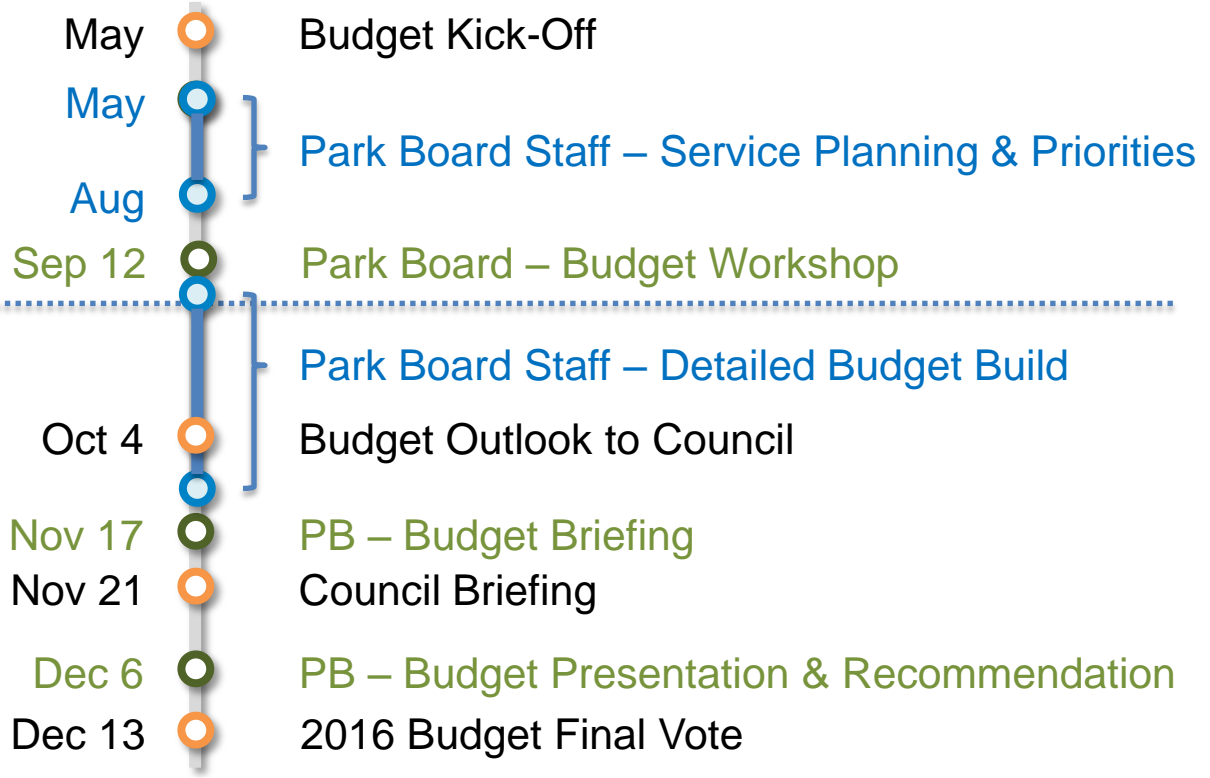 May Budget Kick-Off
May
Park Board Staff – Service Planning & Priorities
Aug
Sep 12 Park Board – Budget Workshop
Park Board Staff – Detailed Budget Build
Oct 4 Budget Outlook to Council
Nov 17 PB – Budget Briefing
Nov 21 Council Briefing
Dec 6 PB – Budget Presentation & Recommendation
Dec 13 2016 Budget Final Vote